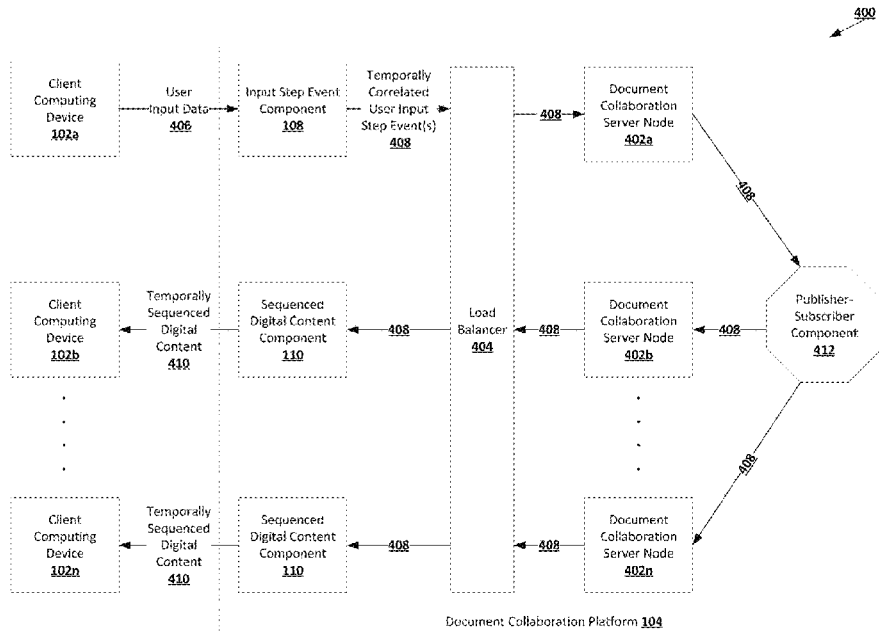 400
Client
Computing
Device
102a
User
Input Data
406
Input Step Event
Component
108
Temporally
Correlated
User Input
Step Event(s)
408
408
Document
Collaboration
Server Node
402a
408
Client
Computing
Device
102b
Temporally
Sequenced
Digital
Content
410
Sequenced
Digital Content
Component
110
408
Load
Balancer
404
408
Document
Collaboration
Server Node
402b
408
Publisher-
Subscriber
Component
412
408
Client
Computing
Device
102n
Temporally
Sequenced
Digital
Content
410
Sequenced
Digital Content
Component
110
408
408
Document
Collaboration
Server Node
402n
Document Collaboration Platform 104